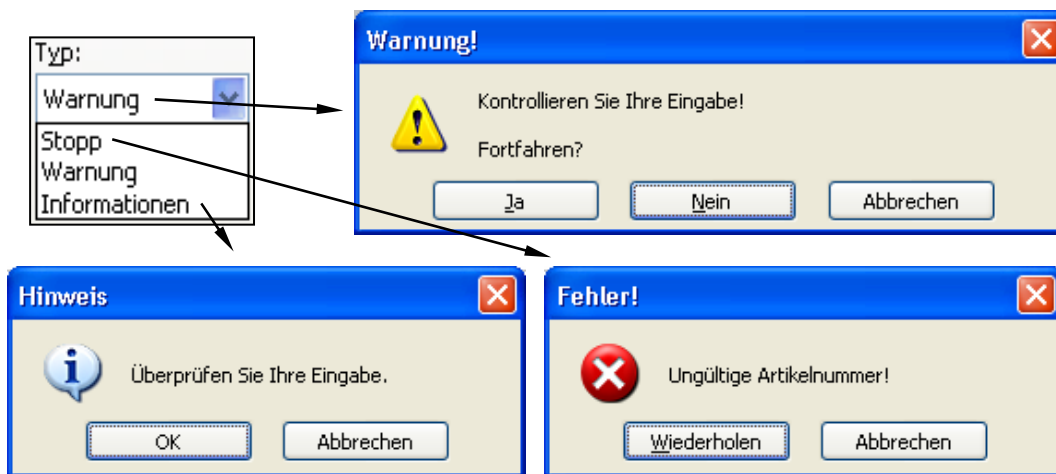 Typ:
Warnung
Stopp
Warnung
Informationen
Warnung!
Kontrollieren Sie Ihre Eingabe!
Fortfahren?
Ja
Nein
Abbrechen
Hinweis
Überprüfen Sie Ihre Eingabe.
OK
Abbrechen
Fehler!
Ungültige Artikelnummer!
Wiederholen
Abbrechen